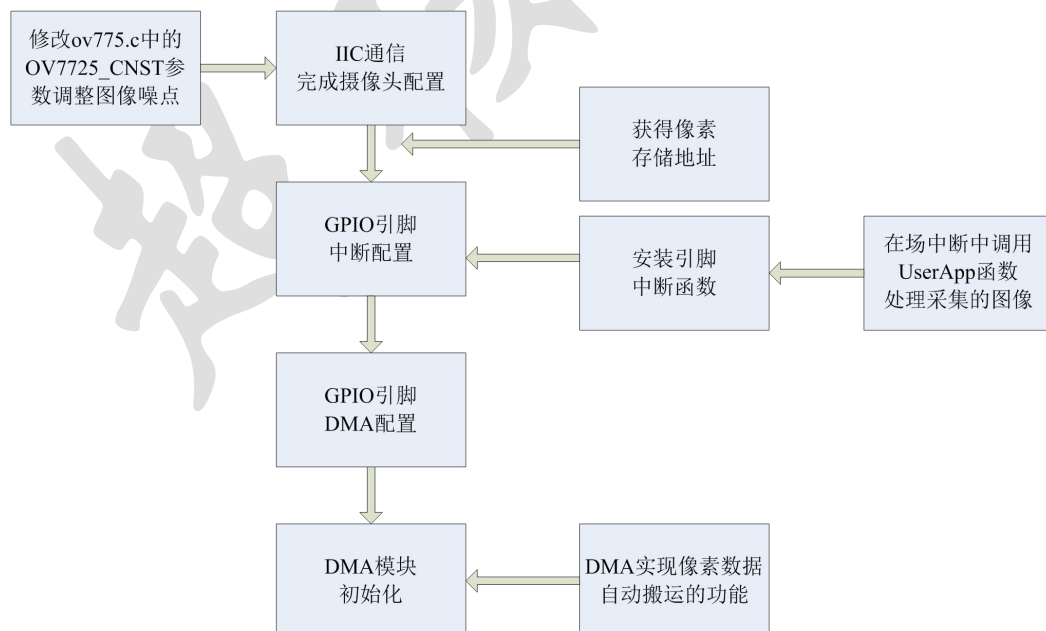 修改ov775.c中的
OV7725_CNST参
数调整图像噪点
IIC通信
完成摄像头配置
获得像素
存储地址
GPIO引脚
中断配置
安装引脚
中断函数
在场中断中调用
UserApp函数
处理采集的图像
GPIO引脚
DMA配置
DMA模块
初始化
DMA实现像素数据
自动搬运的功能